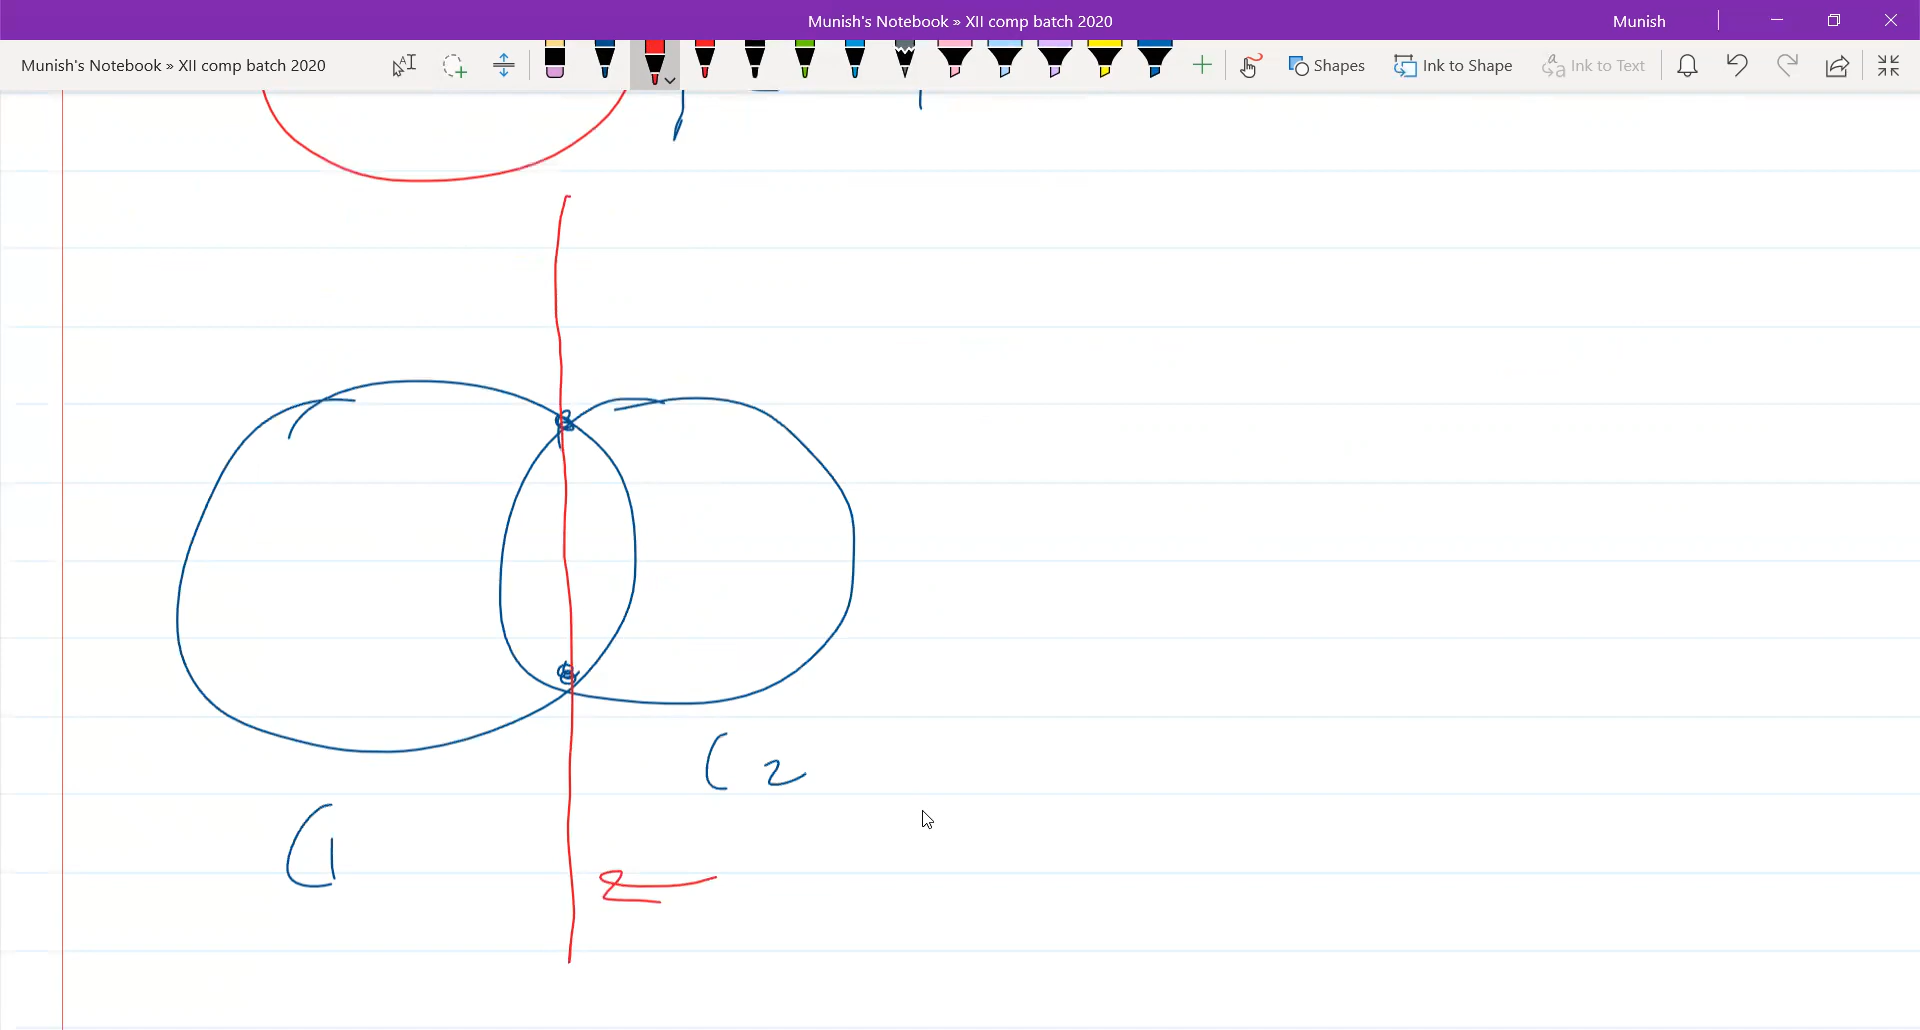 Munish's Notebook » XII comp batch 2020
Munish
Munish's Notebook » XII comp batch 2020
Shapes
Ink to Shape
Ink to Text
C2
C1